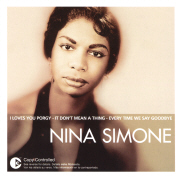 I LOVES YOU PORGY - IT DON'T MEAN A THING - EVERY TIME WE SAY GOODBYE
NINA SIMONE
Copy Controlled